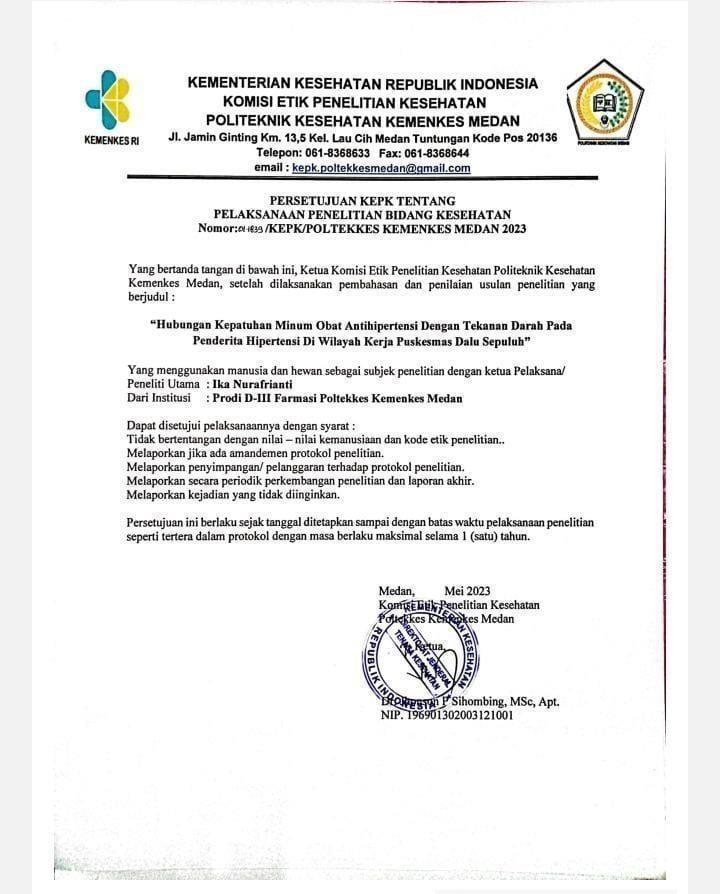 KEMENTERIAN KESEHATAN REPUBLIK INDONESIA
KOMISI ETIK PENELITIAN KESEHATAN
POLITEKNIK KESEHATAN KEMENKES MEDAN
KEMENKES RI
Jl. Jamin Ginting Km. 13,5 Kel. Lau Cih Medan Tuntungan Kode Pos 20136
Telepon: 061-8368633 Fax: 061-8368644
email : kepk.poltekkesmedan@gmail.com
PERSETUJUAN KEPK TENTANG
PELAKSANAAN PENELITIAN BIDANG KESEHATAN
Nomor: /KEPK/POLTEKKES KEMENKES MEDAN 2023
Yang bertanda tangan di bawah ini, Ketua Komisi Etik Penelitian Kesehatan Politeknik Kesehatan
Kemenkes Medan, setelah dilaksanakan pembahasan dan penilaian usulan penelitian yang
berjudul :
“Hubungan Kepatuhan Minum Obat Antihipertensi Dengan Tekanan Darah Pada
Penderita Hipertensi Di Wilayah Kerja Puskesmas Dalu Sepuluh”
Yang menggunakan manusia dan hewan sebagai subjek penelitian dengan ketua Pelaksana/
Peneliti Utama : Ika Nurafrianti
Dari Institusi : Prodi D-III Farmasi Poltekkes Kemenkes Medan
Dapat disetujui pelaksanaannya dengan syarat :
Tidak bertentangan dengan nilai – nilai kemanusiaan dan kode etik penelitian..
Melaporkan jika ada amandemen protokol penelitian.
Melaporkan penyimpangan/ pelanggaran terhadap protokol penelitian.
Melaporkan secara periodik perkembangan penelitian dan laporan akhir.
Melaporkan kejadian yang tidak diinginkan.
Persetujuan ini berlaku sejak tanggal ditetapkan sampai dengan batas waktu pelaksanaan penelitian
seperti tertera dalam protokol dengan masa berlaku maksimal selama 1 (satu) tahun.
Medan, Mei 2023
Komisi Etik Penelitian Kesehatan
Poltekkes Kemenkes Medan
Ketua,
KEMENTERIAN KESEHATAN
REPUBLIK INDONESIA
DIREKTORAT JENDERAL
TENAGA KESEHATAN
P Sihombing, MSc, Apt.
NIP. 196901302003121001